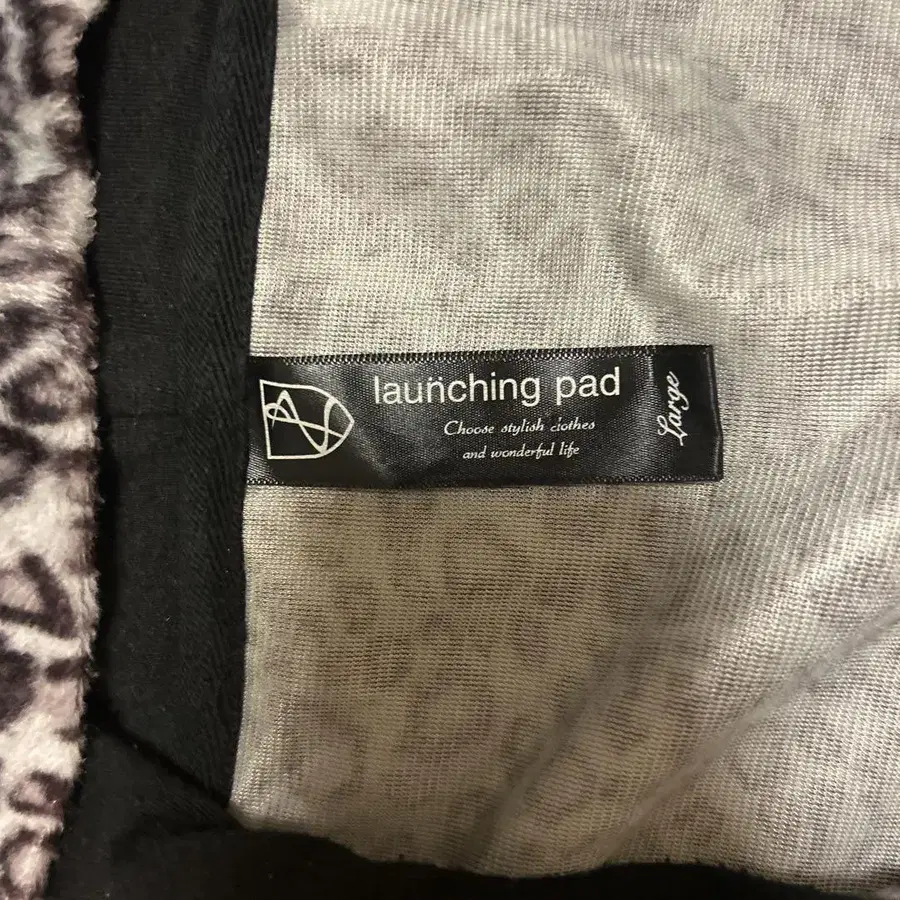 launching pad
Choose stylish clothes
and wonderful life
Large